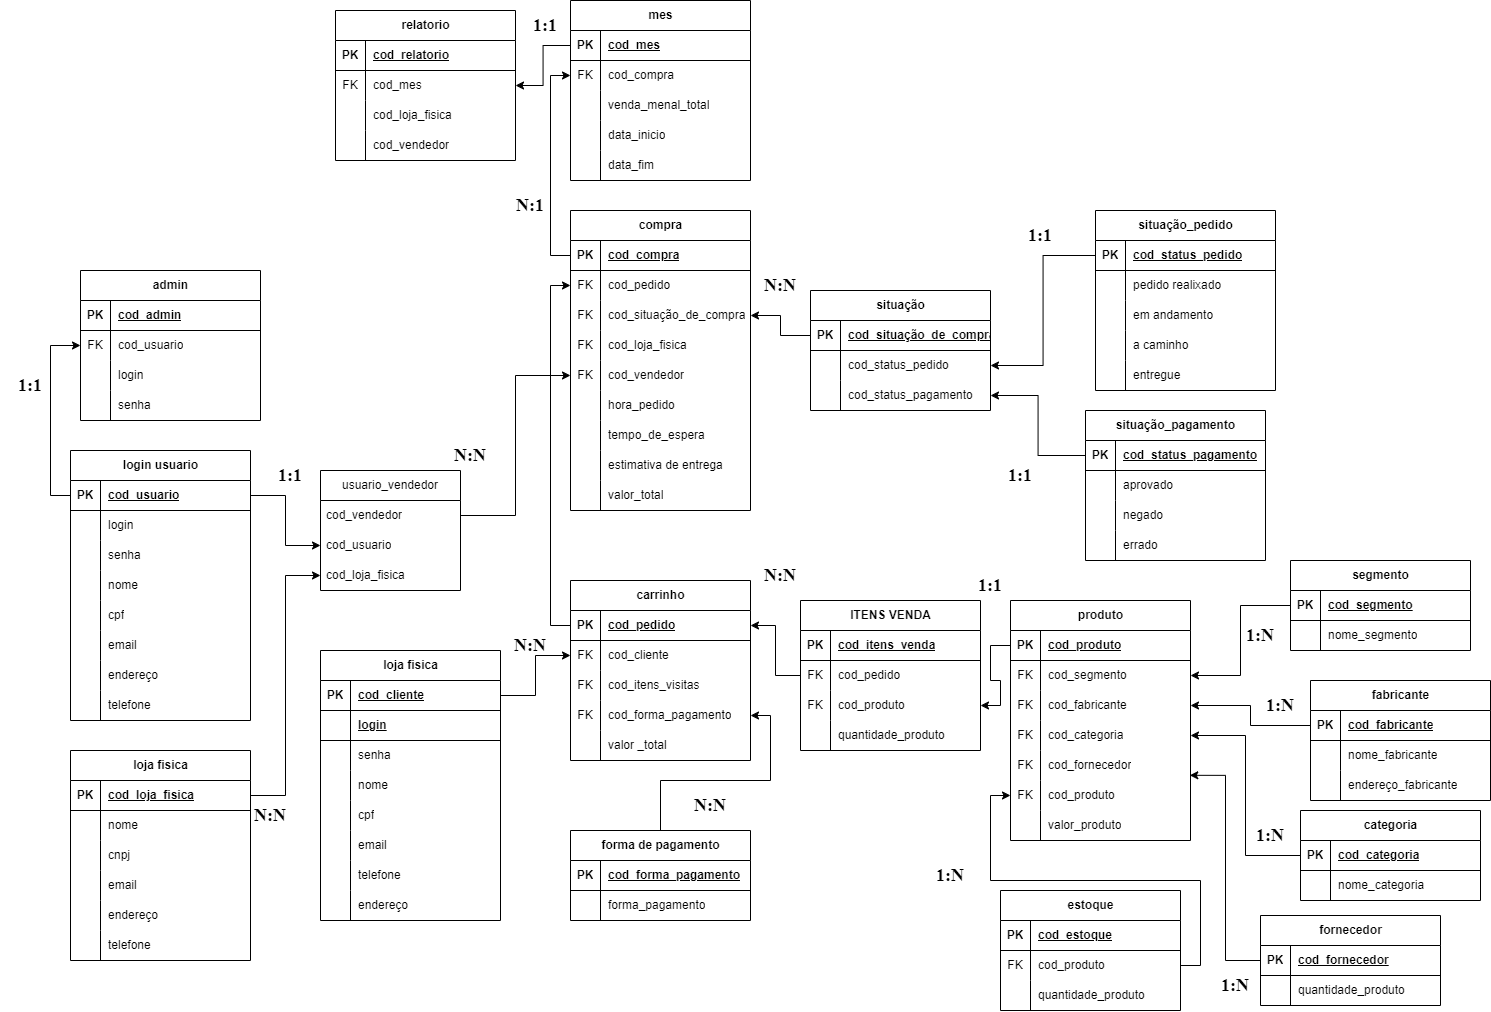 relatorio
PK cod_relatorio
FK cod_mes
cod_loja_fisica
cod_vendedor
1:1
mes
PK cod_mes
FK cod_compra
venda_menal_total
data_inicio
data_fim
N:1
compra
PK cod_compra
FK cod_pedido
FK cod_situação_de_compra
FK cod_loja_fisica
FK cod_vendedor
hora_pedido
tempo_de_espera
estimativa de entrega
valor_total
N:N
situação
PK cod_situação_de_compra
cod_status_pedido
cod_status_pagamento
1:1
situação_pedido
PK cod_status_pedido
pedido realixado
em andamento
a caminho
entregue
1:1
situação_pagamento
PK cod_status_pagamento
aprovado
negado
errado
admin
PK cod_admin
FK cod_usuario
login
senha
1:1
login usuario
PK cod_usuario
login
senha
nome
cpf
email
endereço
telefone
1:1
N:N
usuario_vendedor
cod_vendedor
cod_usuario
cod_loja_fisica
loja fisica
PK cod_loja_fisica
nome
cnpj
email
endereço
telefone
N:N
loja fisica
PK cod_cliente
login
senha
nome
cpf
email
telefone
endereço
N:N
carrinho
PK cod_pedido
FK cod_cliente
FK cod_itens_visitas
FK cod_forma_pagamento
valor _total
N:N
forma de pagamento
PK cod_forma_pagamento
forma_pagamento
N:N
ITENS VENDA
PK cod_itens_venda
FK cod_pedido
FK cod_produto
quantidade_produto
1:1
produto
PK cod_produto
FK cod_segmento
FK cod_fabricante
FK cod_categoria
FK cod_fornecedor
FK cod_produto
valor_produto
1:N
estoque
PK cod_estoque
FK cod_produto
quantidade_produto
segmento
PK cod_segmento
nome_segmento
1:N
fabricante
PK cod_fabricante
nome_fabricante
endereço_fabricante
1:N
categoria
PK cod_categoria
nome_categoria
1:N
fornecedor
PK cod_fornecedor
quantidade_produto
1:N